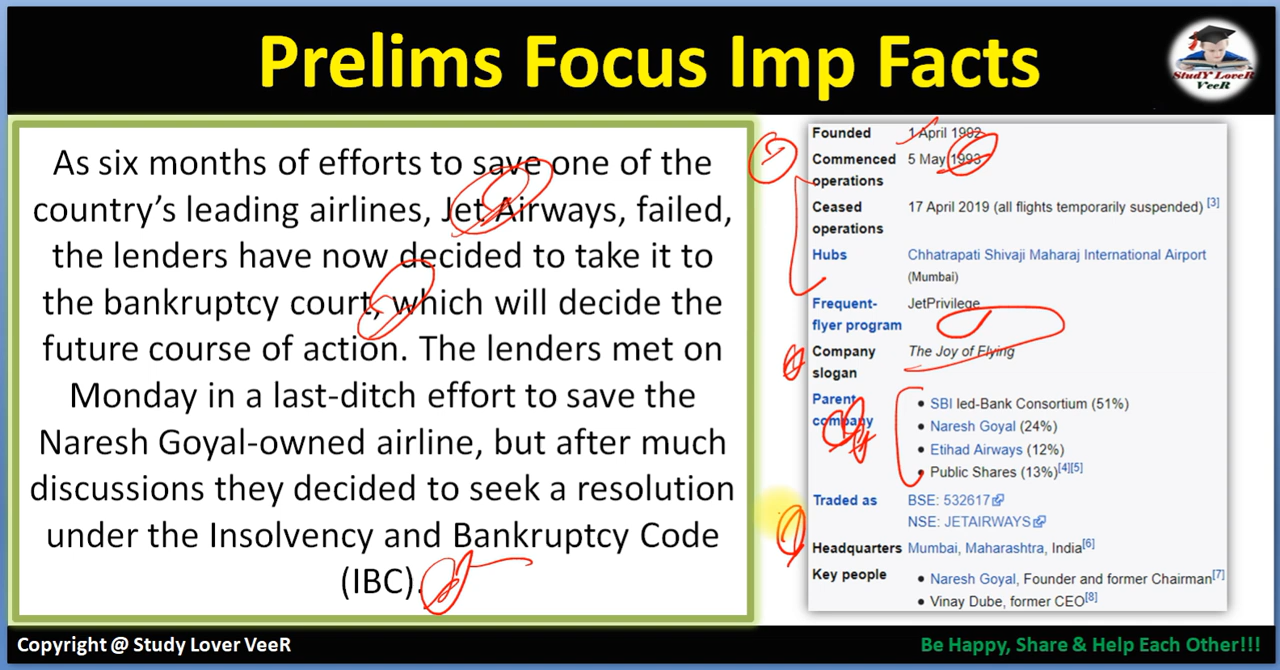 Prelims Focus Imp Facts
StudY LoveR
VeeR
As six months of efforts to save one of the
country’s leading airlines, Jet Airways, failed,
the lenders have now decided to take it to
the bankruptcy court, which will decide the
future course of action. The lenders met on
Monday in a last-ditch effort to save the
Naresh Goyal-owned airline, but after much
discussions they decided to seek a resolution
under the Insolvency and Bankruptcy Code
(IBC).
Founded 1 April 1992
Commenced operations 5 May 1993
Ceased operations 17 April 2019 (all flights temporarily suspended) [3]
Hubs Chhatrapati Shivaji Maharaj International Airport
(Mumbai)
Frequent-flyer program JetPrivilege
Company slogan The Joy of Flying
Parent company • SBI led-Bank Consortium (51%)
• Naresh Goyal (24%)
• Etihad Airways (12%)
• Public Shares (13%)[4][5]
Traded as BSE: 532617
NSE: JETAIRWAYS
Headquarters Mumbai, Maharashtra, India[6]
Key people • Naresh Goyal, Founder and former Chairman[7]
• Vinay Dube, former CEO[8]
Copyright @ Study Lover VeeR
Be Happy, Share & Help Each Other!!!